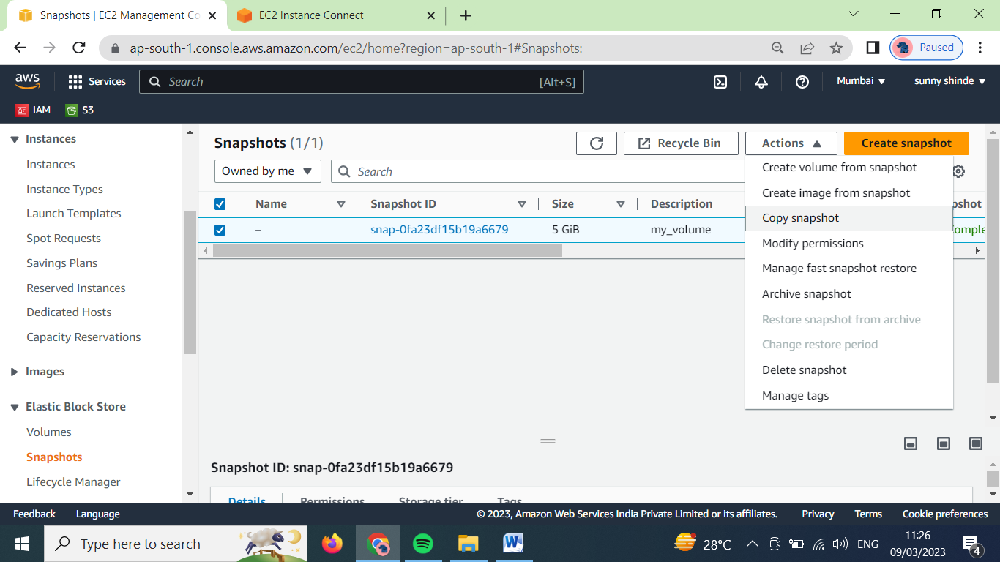 Snapshots | EC2 Management Co
EC2 Instance Connect
ap-south-1.console.aws.amazon.com/ec2/home?region=ap-south-1#Snapshots:
Paused
aws
Services
Search
[Alt+S]
Mumbai
sunny shinde
IAM
S3
Instances
Instances
Instance Types
Launch Templates
Spot Requests
Savings Plans
Reserved Instances
Dedicated Hosts
Capacity Reservations
Images
Elastic Block Store
Volumes
Snapshots
Lifecycle Manager
Snapshots (1/1)
Recycle Bin
Actions
Create snapshot
Owned by me
Search
Name
Snapshot ID
Size
Description
pshot s
–
snap-0fa23df15b19a6679
5 GiB
my_volume
omple
Create volume from snapshot
Create image from snapshot
Copy snapshot
Modify permissions
Manage fast snapshot restore
Archive snapshot
Restore snapshot from archive
Change restore period
Delete snapshot
Manage tags
Snapshot ID: snap-0fa23df15b19a6679
Details
Permissions
Storage tier
Tags
Feedback
Language
© 2023, Amazon Web Services India Private Limited or its affiliates.
Privacy
Terms
Cookie preferences
Type here to search
28°C
ENG
11:26
09/03/2023
4